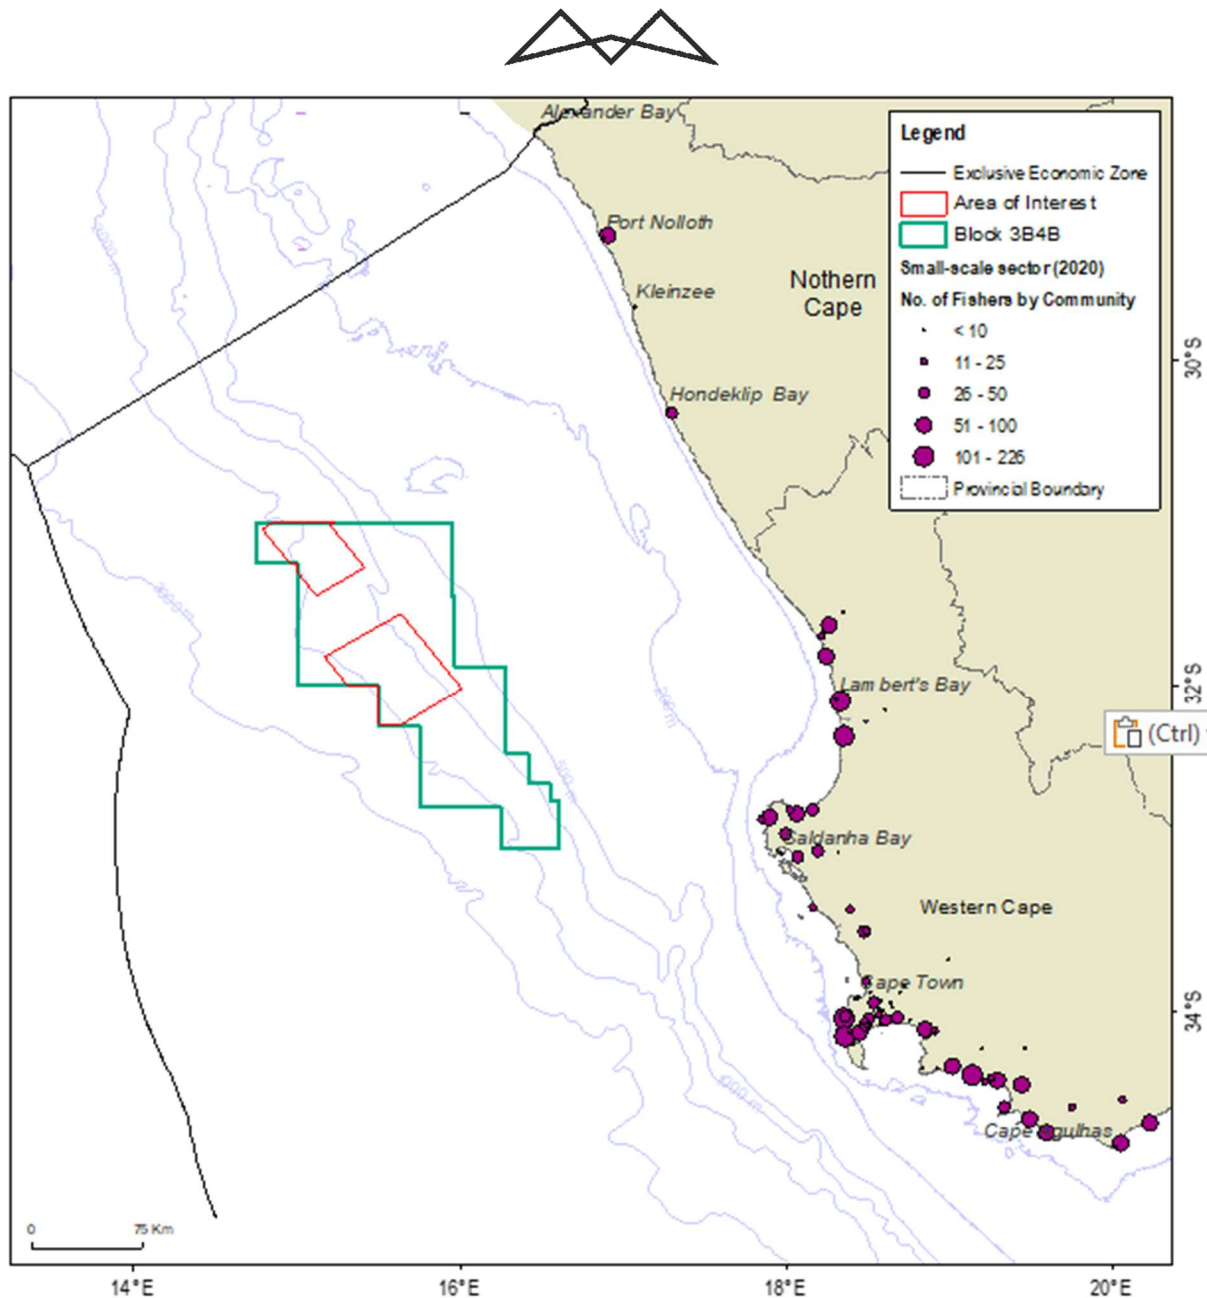 Alexander Bay
Legend
Exclusive Economic Zone
Area of Interest
Block 3B4B
Small-scale sector (2020)
No. of Fishers by Community
< 10
11 - 25
26 - 50
51 - 100
101 - 225
Provincial Boundary
Port Nolloth
Kleinzee
Nothern
Cape
Hondeklip Bay
30°S
Lambert's Bay
32°S
200m
500 m
(Ctrl)
Saldanha Bay
Western Cape
Cape Town
34°S
Cape Agulhas
0
75 Km
14°E
16°E
18°E
20°E